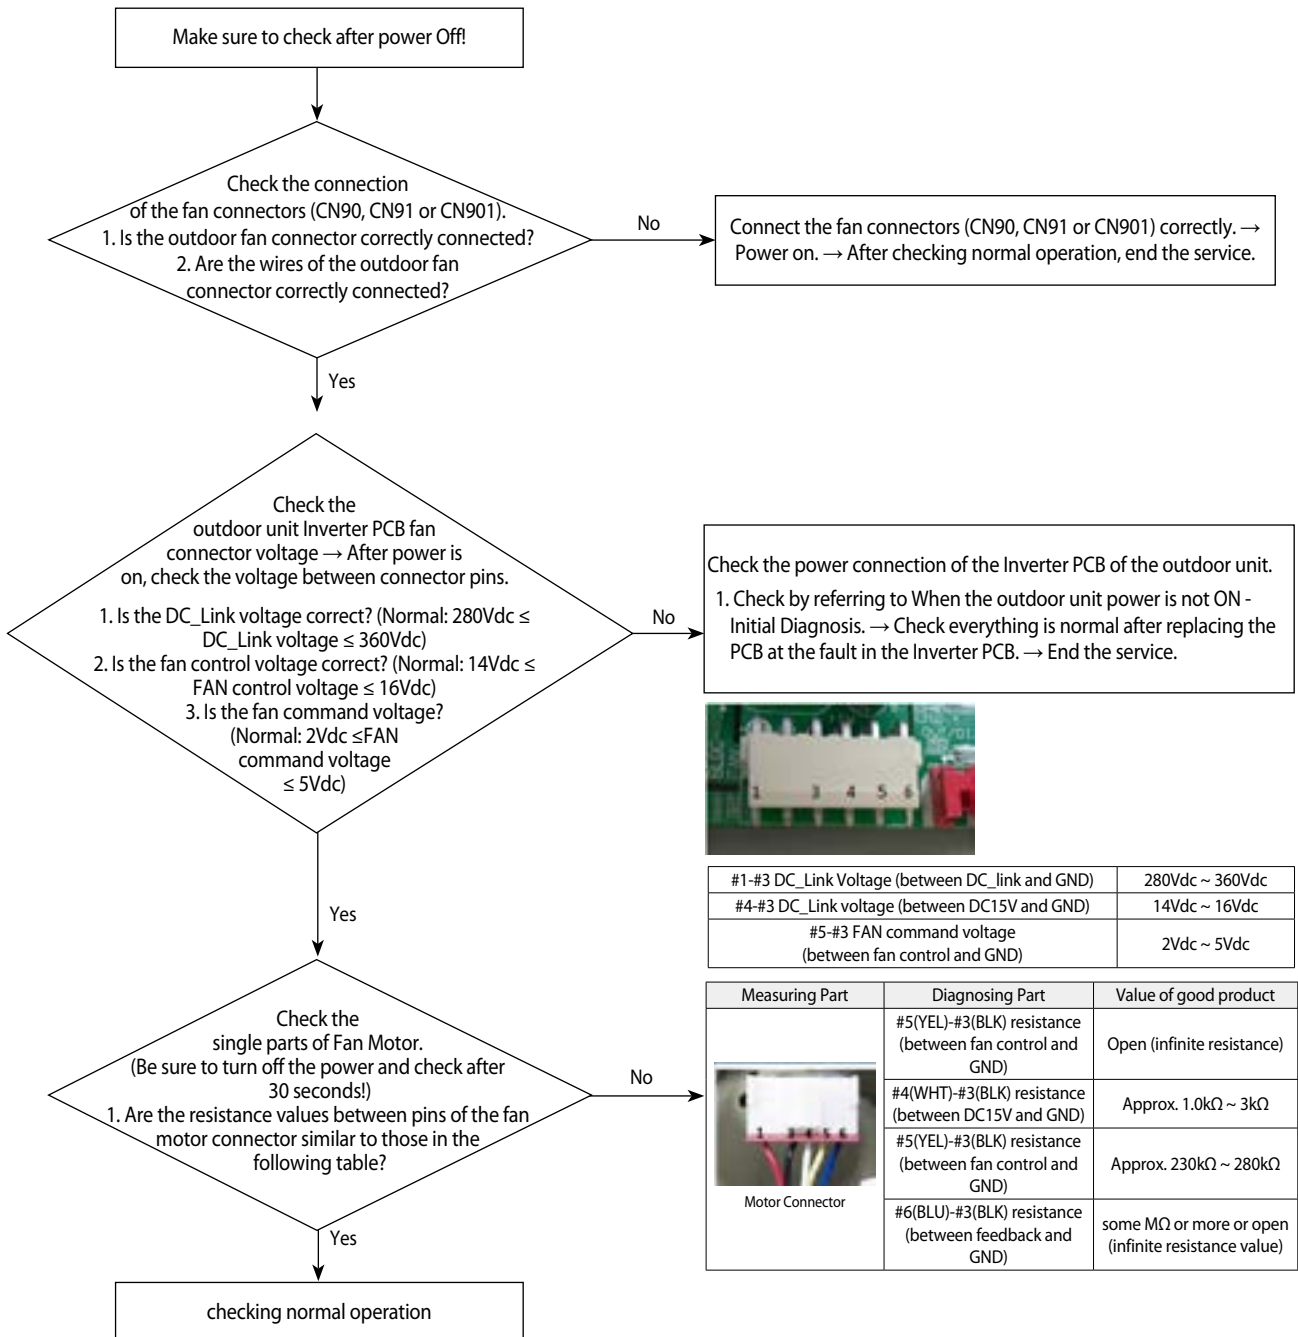 Make sure to check after power Off!
Check the connection
of the fan connectors (CN90, CN91 or CN901).
1. Is the outdoor fan connector correctly connected?
2. Are the wires of the outdoor fan
connector correctly connected?
No
Connect the fan connectors (CN90, CN91 or CN901) correctly. →
Power on. → After checking normal operation, end the service.
Yes
Check the
outdoor unit Inverter PCB fan
connector voltage → After power is
on, check the voltage between connector pins.
1. Is the DC_Link voltage correct? (Normal: 280Vdc ≤
DC_Link voltage ≤ 360Vdc)
2. Is the fan control voltage correct? (Normal: 14Vdc ≤
FAN control voltage ≤ 16Vdc)
3. Is the fan command voltage?
(Normal: 2Vdc ≤FAN
command voltage
≤ 5Vdc)
No
Check the power connection of the Inverter PCB of the outdoor unit.
1. Check by referring to When the outdoor unit power is not ON -
Initial Diagnosis. → Check everything is normal after replacing the
PCB at the fault in the Inverter PCB. → End the service.
1 3 4 5 6
#1-#3 DC_Link Voltage (between DC_link and GND) 280Vdc ~ 360Vdc
#4-#3 DC_Link voltage (between DC15V and GND) 14Vdc ~ 16Vdc
#5-#3 FAN command voltage
(between fan control and GND)
2Vdc ~ 5Vdc
Yes
Check the
single parts of Fan Motor.
(Be sure to turn off the power and check after
30 seconds!)
1. Are the resistance values between pins of the fan
motor connector similar to those in the
following table?
No
Measuring Part Diagnosing Part Value of good product
1 3 4 5 6
Motor Connector
#5(YEL)-#3(BLK) resistance
(between fan control and
GND)
Open (infinite resistance)
#4(WHT)-#3(BLK) resistance
(between DC15V and GND)
Approx. 1.0kΩ ~ 3kΩ
#5(YEL)-#3(BLK) resistance
(between fan control and
GND)
Approx. 230kΩ ~ 280kΩ
#6(BLU)-#3(BLK) resistance
(between feedback and
GND)
some MΩ or more or open
(infinite resistance value)
Yes
checking normal operation